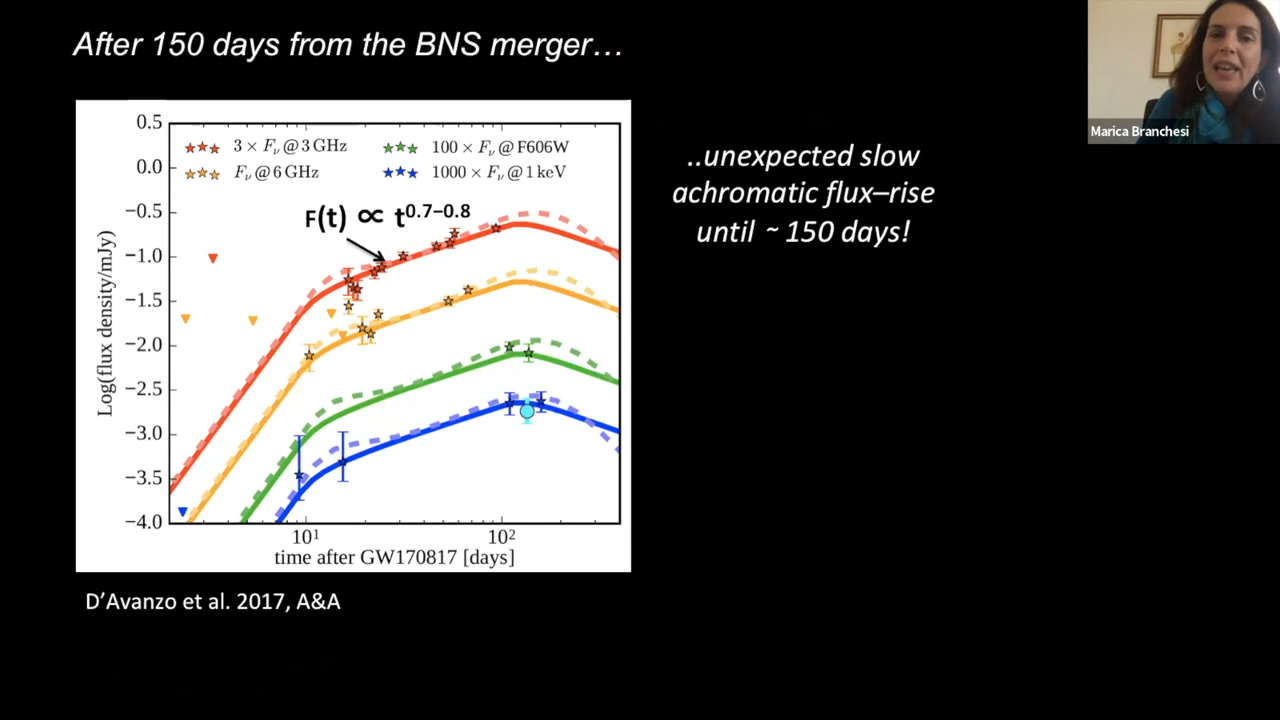 After 150 days from the BNS merger…
Marica Branchesi
..unexpected slow
achromatic flux–rise
until ~ 150 days!
3 × Fν @ 3 GHz
100 × Fν @ F606W
Fν @ 6 GHz
1000 × Fν @ 1 keV
F(t) ∝ t^0.7–0.8
Log(flux density/mJy)
0.5
0.0
−0.5
−1.0
−1.5
−2.0
−2.5
−3.0
−3.5
−4.0
10¹
10²
time after GW170817 [days]
D’Avanzo et al. 2017, A&A